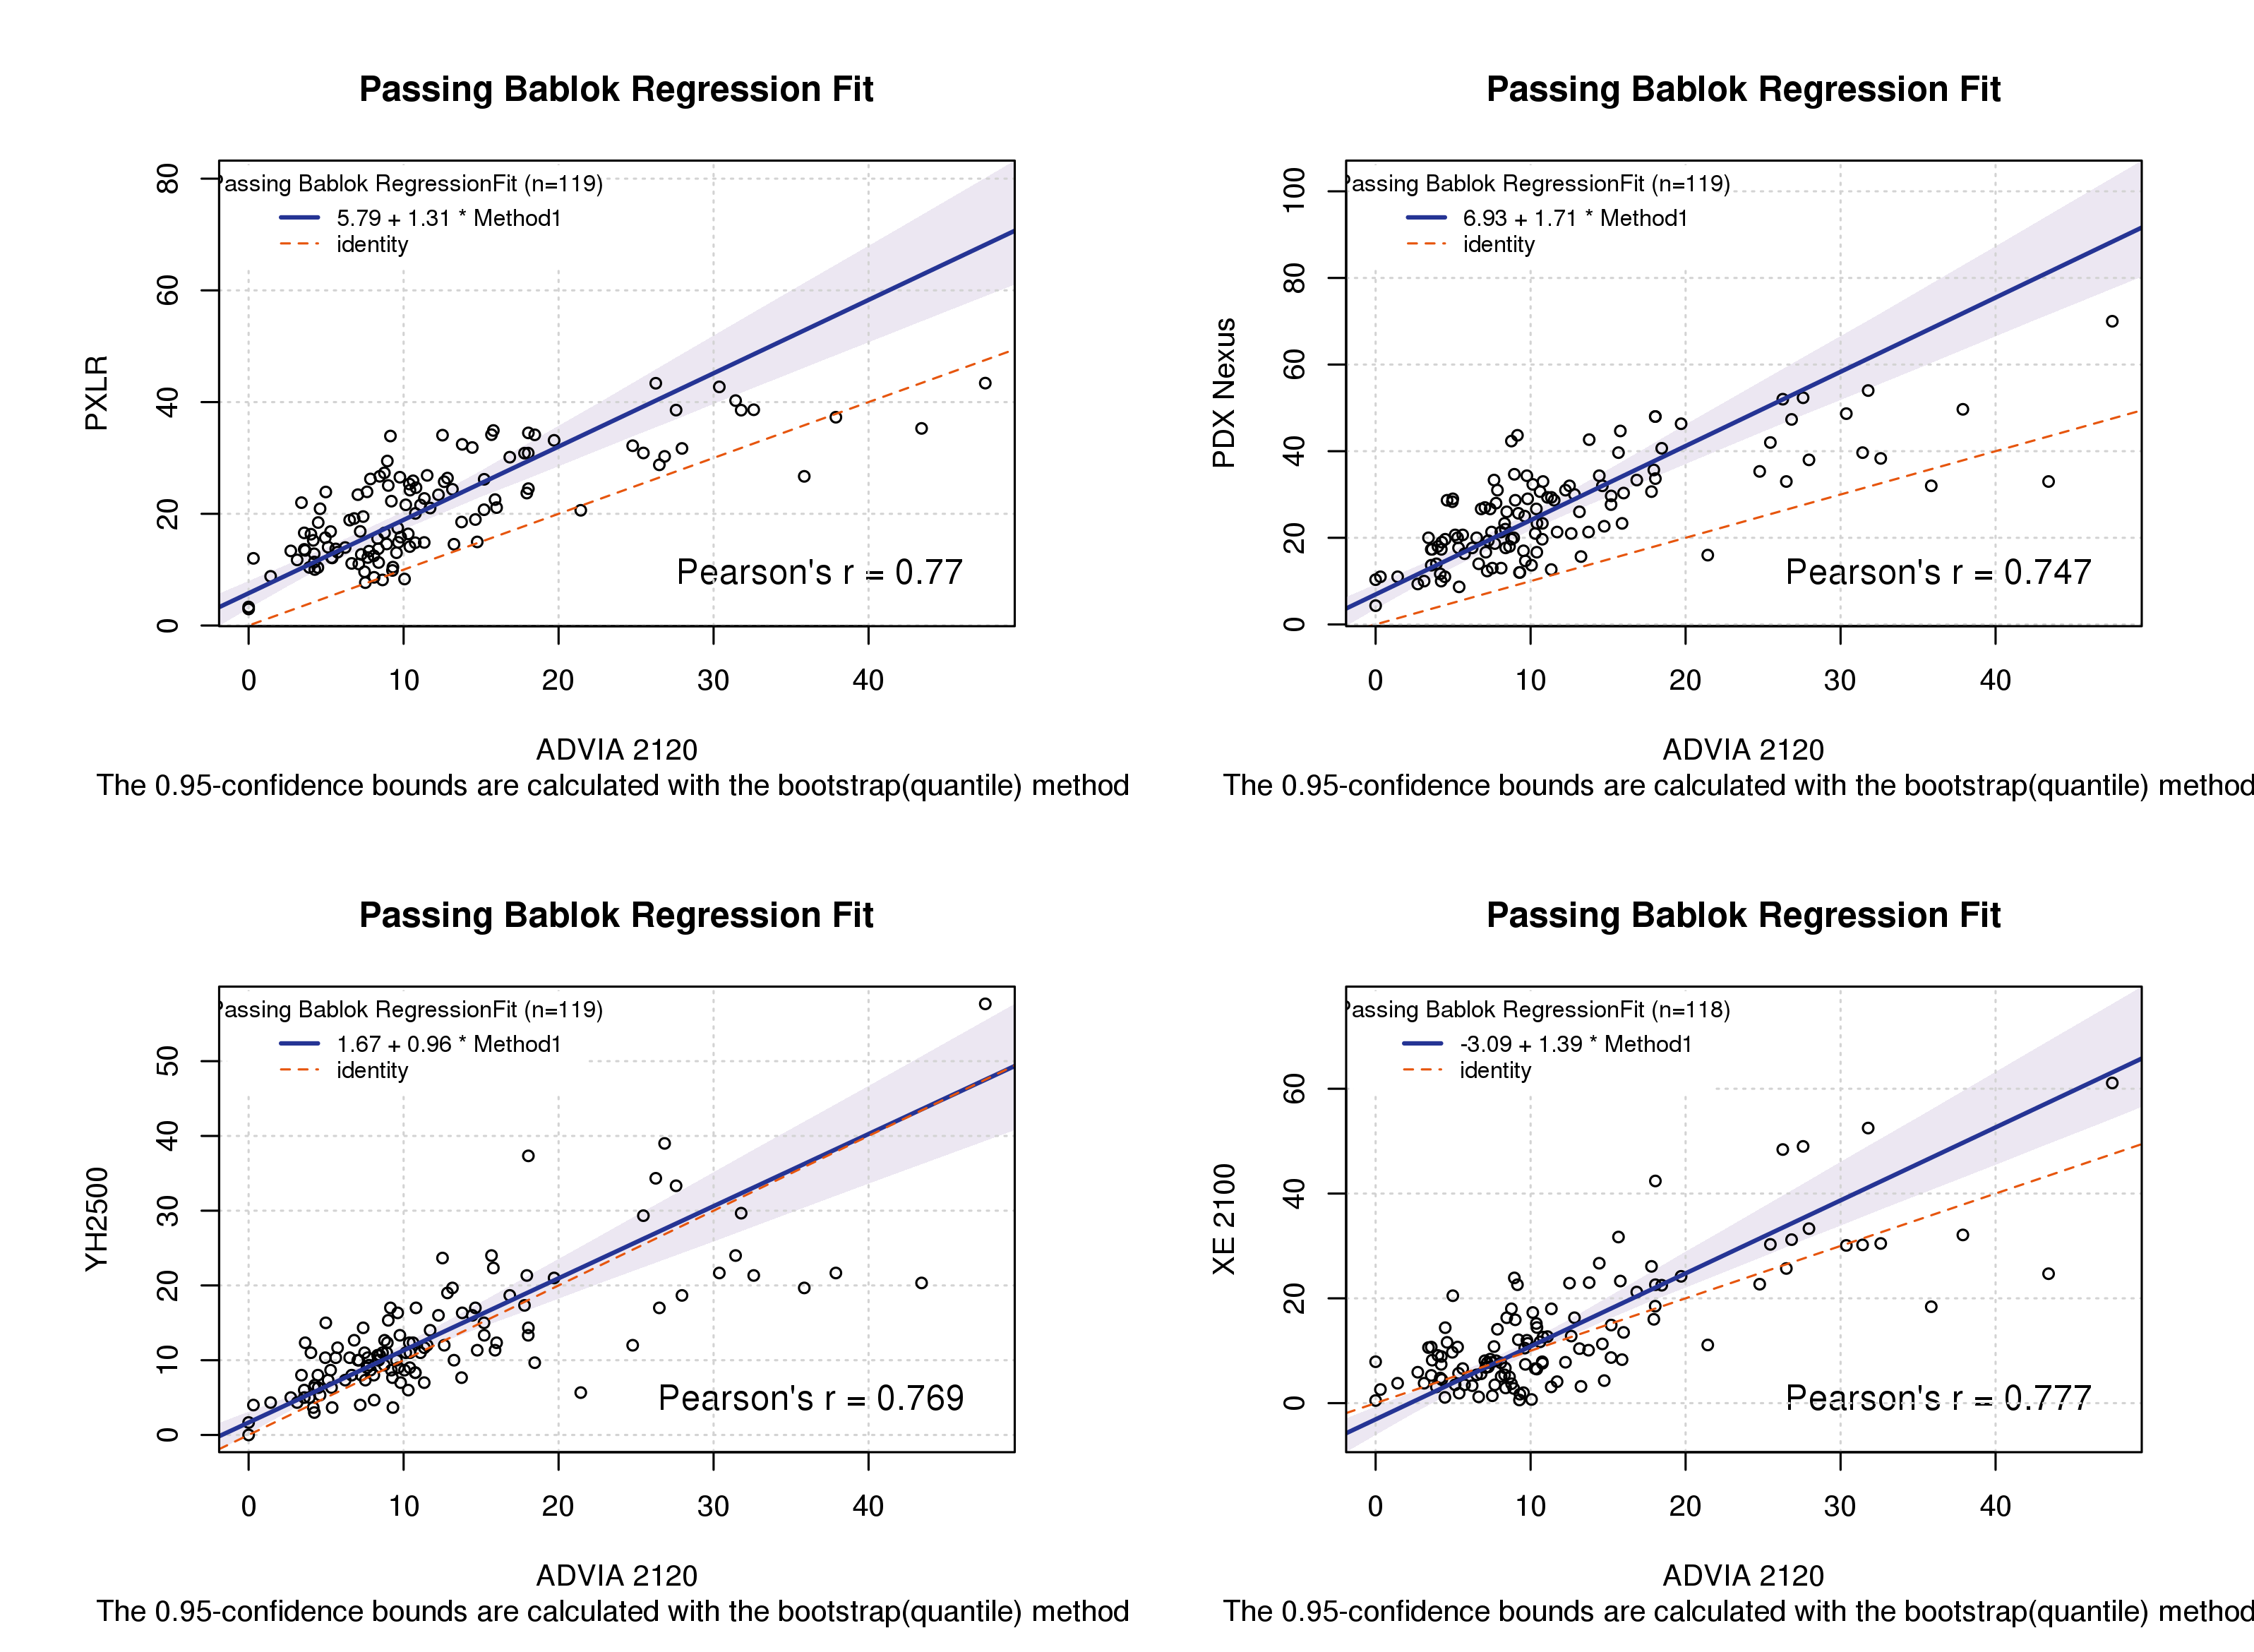 Passing Bablok Regression Fit
Passing Bablok RegressionFit (n=119)
5.79 + 1.31 * Method1
identity
PXLR
80
60
40
20
0
Pearson's r = 0.77
0 10 20 30 40
ADVIA 2120
The 0.95-confidence bounds are calculated with the bootstrap(quantile) method
Passing Bablok Regression Fit
Passing Bablok RegressionFit (n=119)
6.93 + 1.71 * Method1
identity
PDX Nexus
100
80
60
40
20
0
Pearson's r = 0.747
0 10 20 30 40
ADVIA 2120
The 0.95-confidence bounds are calculated with the bootstrap(quantile) method
Passing Bablok Regression Fit
Passing Bablok RegressionFit (n=119)
1.67 + 0.96 * Method1
identity
YH2500
50
40
30
20
10
0
Pearson's r = 0.769
0 10 20 30 40
ADVIA 2120
The 0.95-confidence bounds are calculated with the bootstrap(quantile) method
Passing Bablok Regression Fit
Passing Bablok RegressionFit (n=118)
-3.09 + 1.39 * Method1
identity
XE 2100
60
40
20
0
Pearson's r = 0.777
0 10 20 30 40
ADVIA 2120
The 0.95-confidence bounds are calculated with the bootstrap(quantile) method